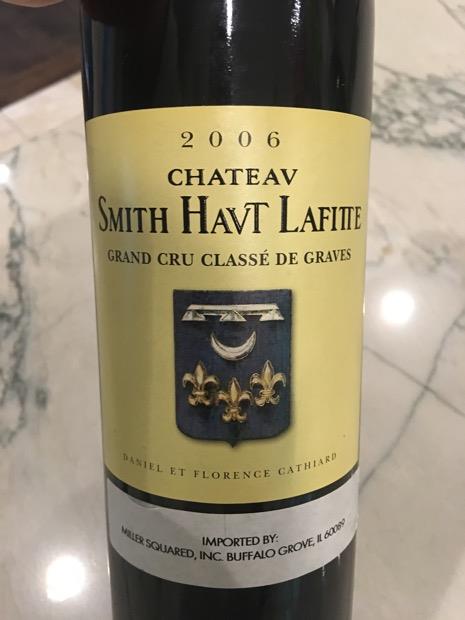 2006
CHATEAV
SMITH HAVT LAFITTE
GRAND CRU CLASSÉ DE GRAVES
DANIEL ET FLORENCE CATHIARD
IMPORTED BY:
MILLER SQUARED, INC. BUFFALO GROVE, IL 60089